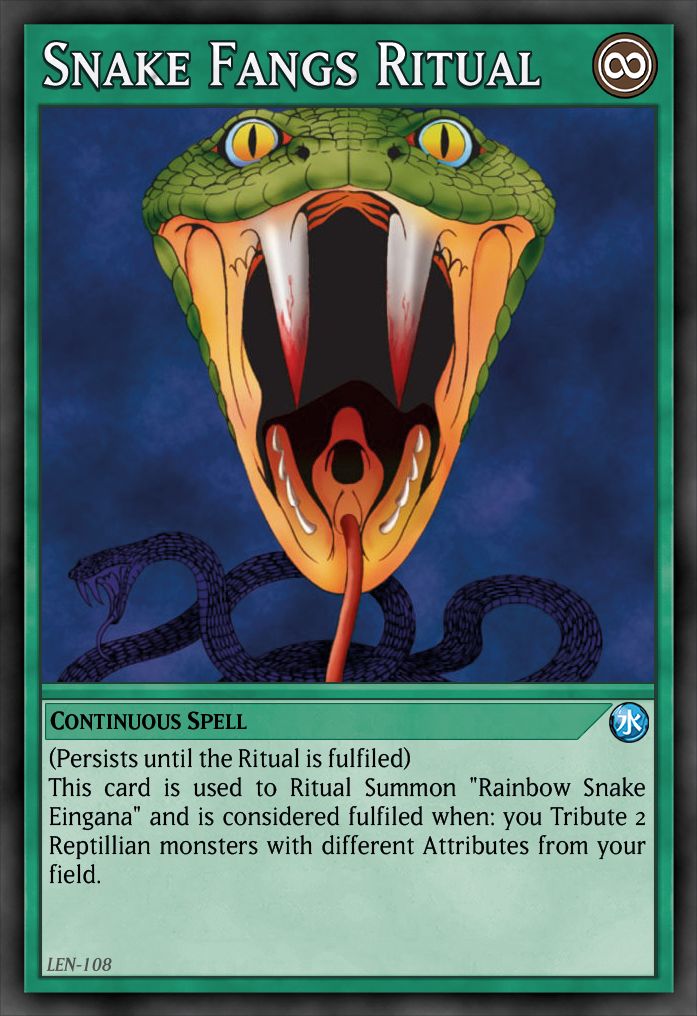 Snake Fangs Ritual
Continuous Spell
水
(Persists until the Ritual is fulfiled)
This card is used to Ritual Summon "Rainbow Snake
Eingana" and is considered fulfiled when: you Tribute 2
Reptillian monsters with different Attributes from your
field.
LEN-108